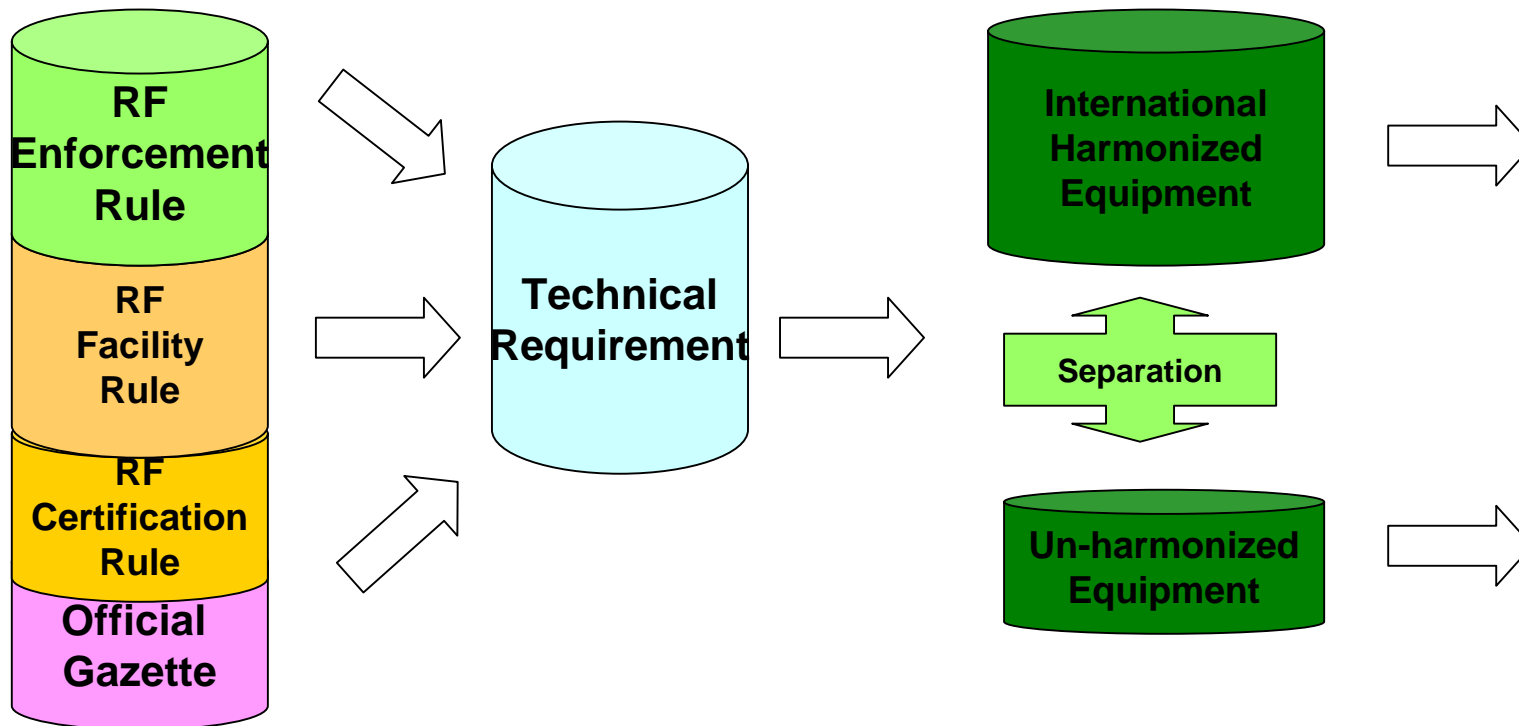 RF
Enforcement
Rule
RF
Facility
Rule
RF
Certification
Rule
Official
Gazette
Technical
Requirement
International
Harmonized
Equipment
Separation
Un-harmonized
Equipment